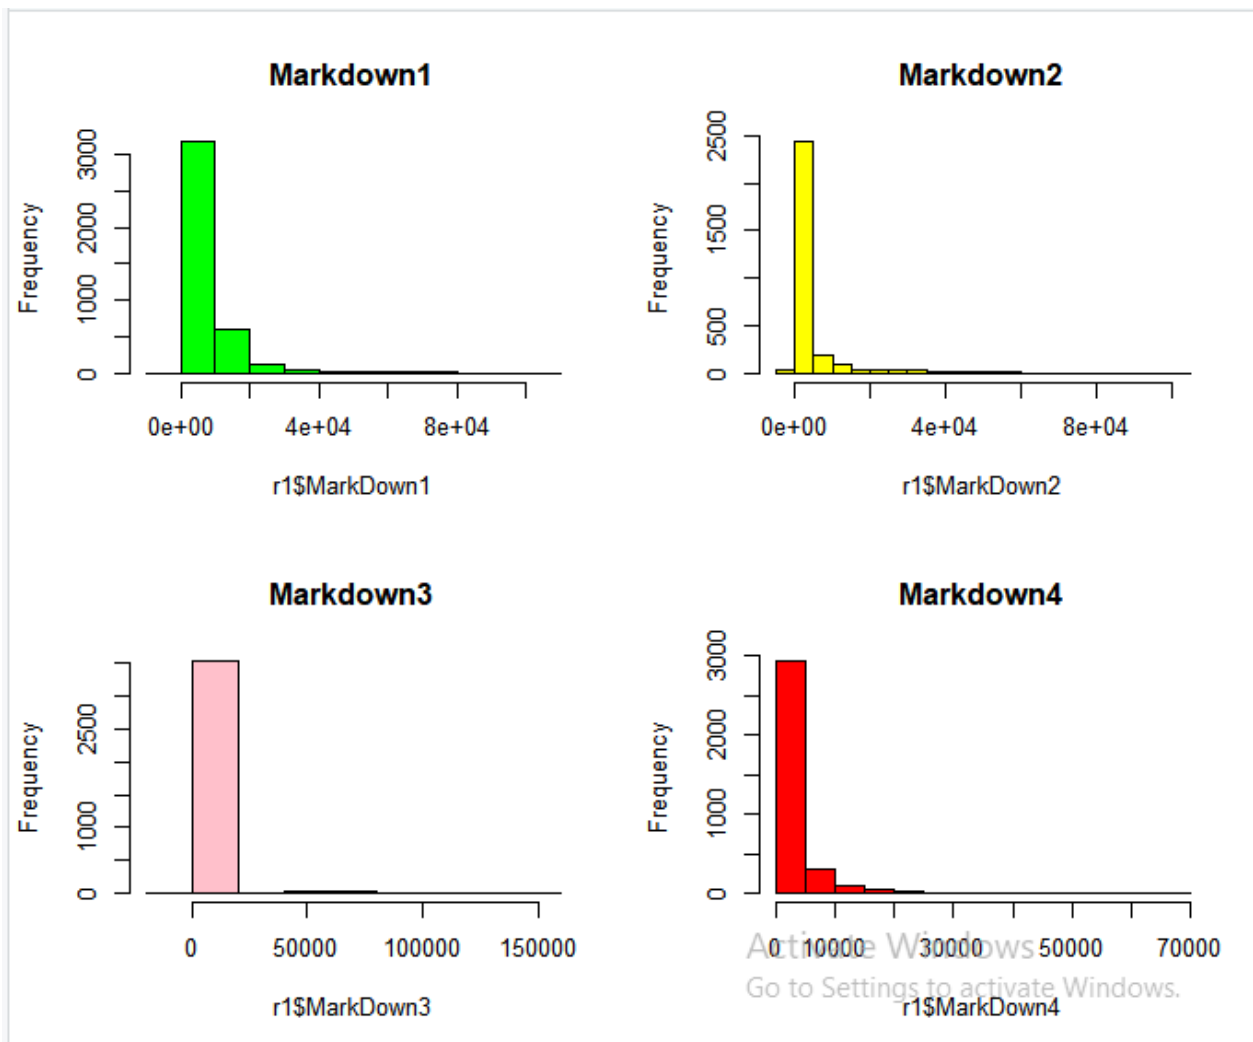 Markdown1
Frequency
3000
2000
1000
0
0e+00 4e+04 8e+04
r1$MarkDown1
Markdown2
Frequency
2500
1500
500
0
0e+00 4e+04 8e+04
r1$MarkDown2
Markdown3
Frequency
2500
1000
0
0 50000 100000 150000
r1$MarkDown3
Markdown4
Frequency
3000
2000
1000
0
0 10000 30000 50000 70000
r1$MarkDown4
Activate Windows
Go to Settings to activate Windows.